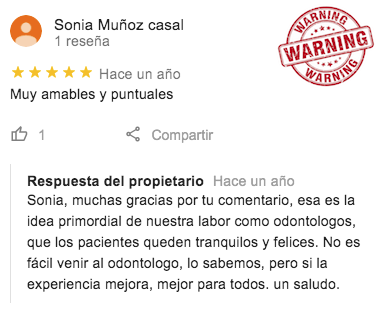 Sonia Muñoz casal
1 reseña
Hace un año
Muy amables y puntuales
1
Compartir
WARNING
WARNING
WARNING
Respuesta del propietario Hace un año
Sonia, muchas gracias por tu comentario, esa es la
idea primordial de nuestra labor como odontologos,
que los pacientes queden tranquilos y felices. No es
fácil venir al odontologo, lo sabemos, pero si la
experiencia mejora, mejor para todos. un saludo.